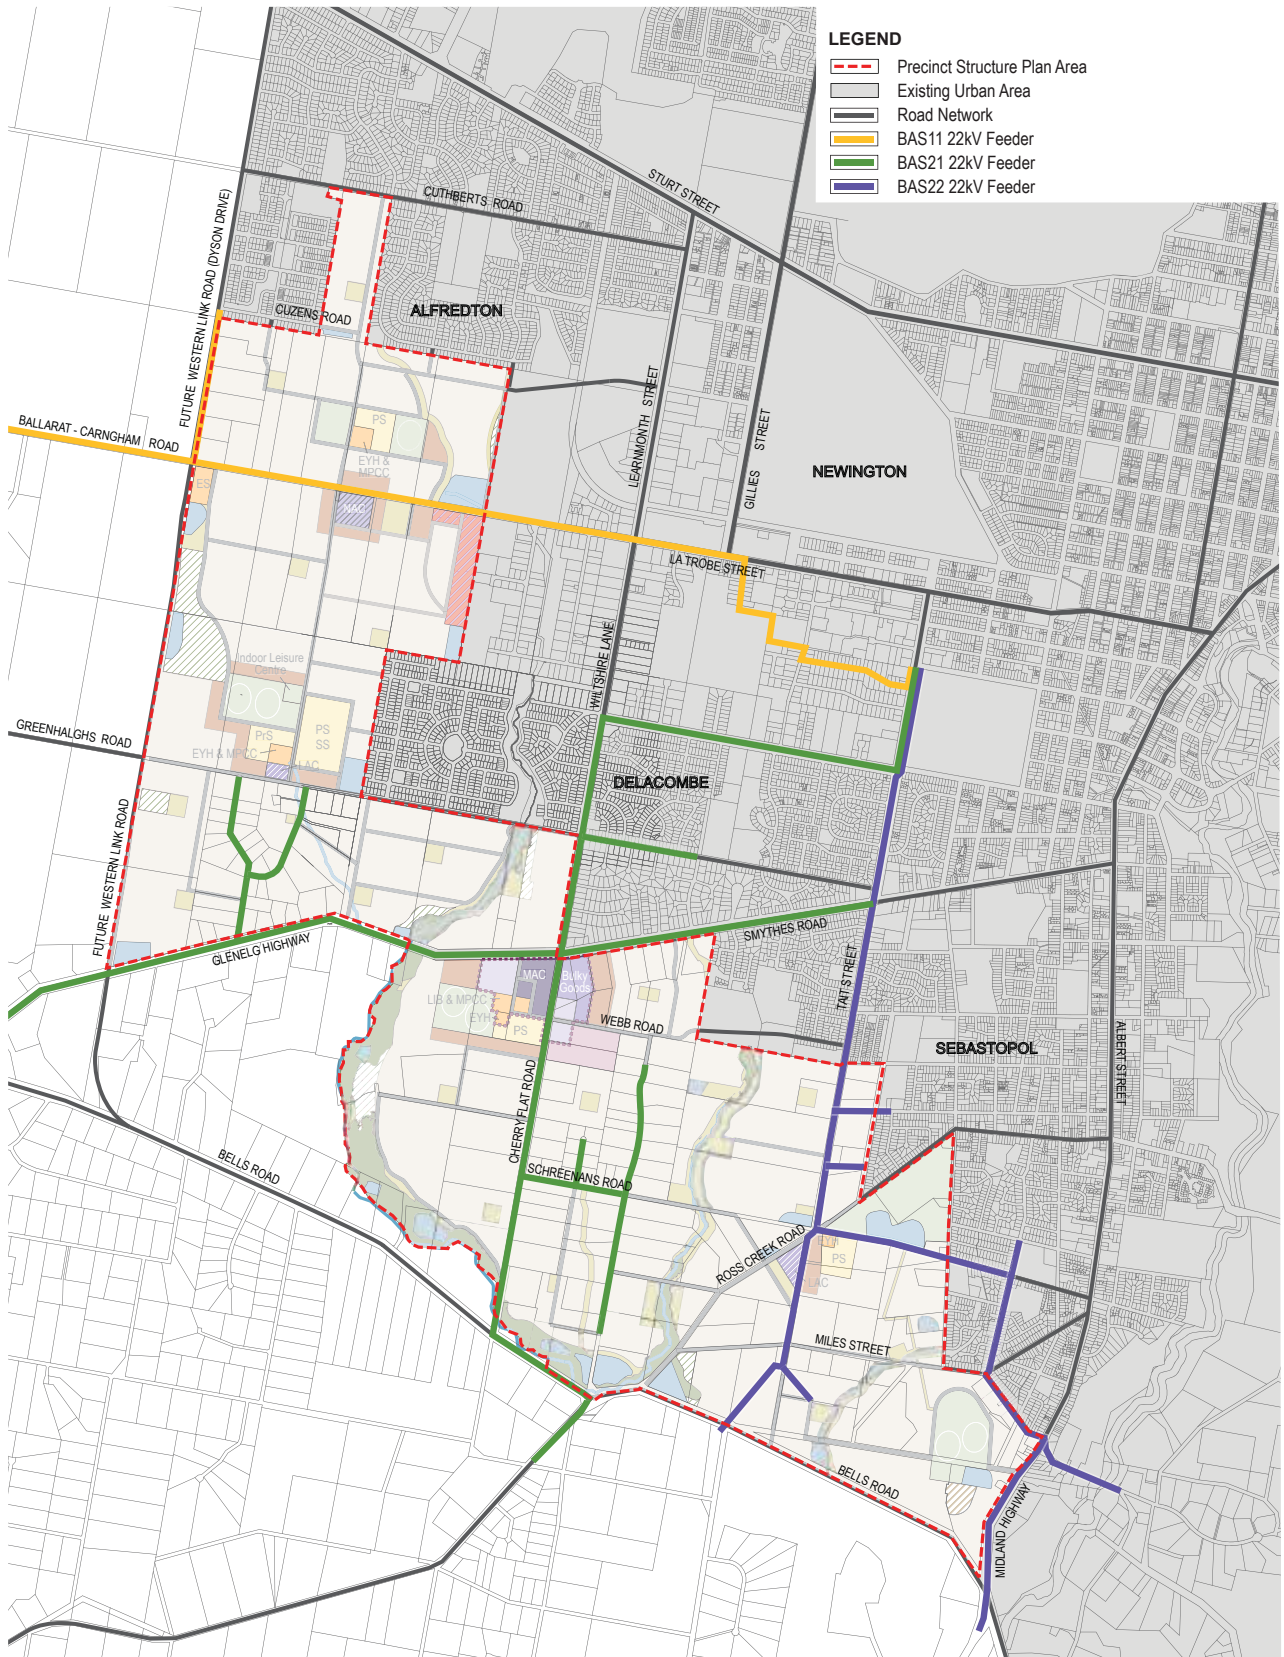 LEGEND
Precinct Structure Plan Area
Existing Urban Area
Road Network
BAS11 22kV Feeder
BAS21 22kV Feeder
BAS22 22kV Feeder
STURT STREET
CUTHBERTS ROAD
FUTURE WESTERN LINK ROAD (DYSON DRIVE)
CUZENS ROAD
ALFREDTON
LEARNMONTH STREET
GILLIES STREET
BALLARAT - CARNGHAM ROAD
PS
EYH &
MPCC
NEWINGTON
ES
NAC
LA TROBE STREET
WILTSHIRE LANE
Indoor Leisure
Centre
GREENHALGHS ROAD
PrS
PS
SS
EYH & MPCC
LAC
DELACOMBE
FUTURE WESTERN LINK ROAD
GLENELG HIGHWAY
SMYTHES ROAD
TAIT STREET
MAC
Bulky
Goods
LIB & MPCC
EYH
PS
WEBB ROAD
SEBASTOPOL
ALBERT STREET
CHERRY FLAT ROAD
BELLS ROAD
SCHREENANS ROAD
ROSS CREEK ROAD
EYH
PS
LAC
MILES STREET
BELLS ROAD
MIDLAND HIGHWAY